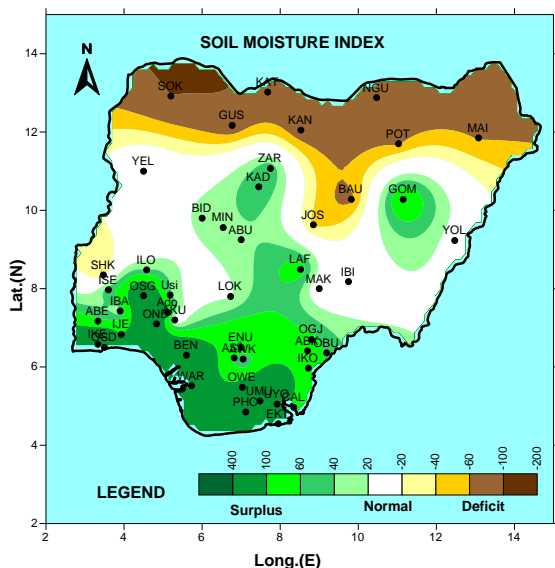 SOIL MOISTURE INDEX
N
14
12
10
8
6
4
2
Lat.(N)
SOK
KAT
NGU
GUS
KAN
POT
MAI
YEL
ZAR
KAD
BAU
GOM
BID
MIN
ABU
JOS
YOL
SHK
ILO
LAF
IBI
ISE
OSG
Usi
LOK
MAK
IBA
ABE
IJE
IKE
BEN
ENU
OGJ
OBU
IKO
WAR
OWE
UMU
UYO
CAL
PHC
EKT
400
100
60
40
20
-20
-40
-60
-100
-200
LEGEND
Surplus
Normal
Deficit
2
4
6
8
10
12
14
Long.(E)